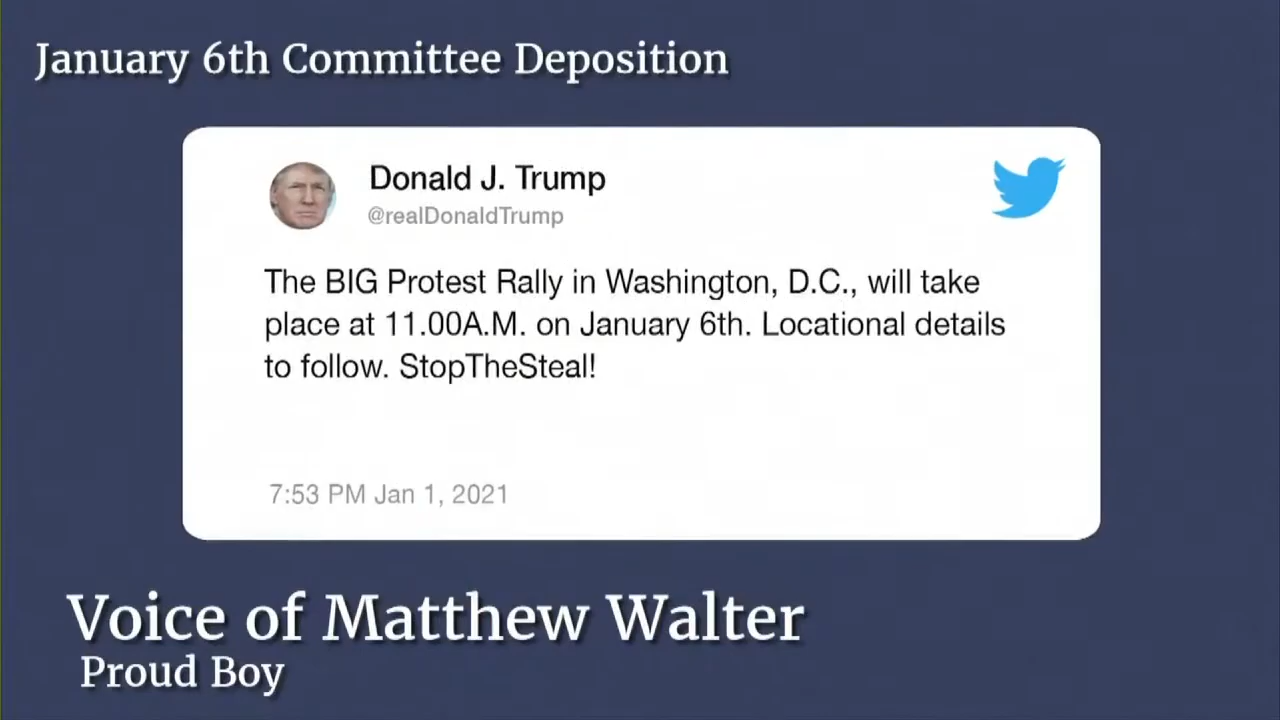 January 6th Committee Deposition
Donald J. Trump
@realDonaldTrump
The BIG Protest Rally in Washington, D.C., will take
place at 11.00A.M. on January 6th. Locational details
to follow. StopTheSteal!
7:53 PM Jan 1, 2021
Voice of Matthew Walter
Proud Boy